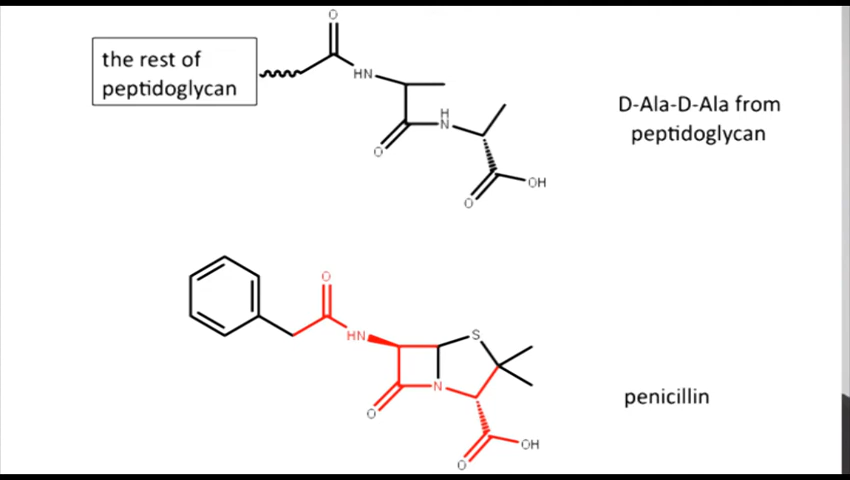 O
the rest of
peptidoglycan
HN
D-Ala-D-Ala from
peptidoglycan
H
N
O
OH
O
O
HN
S
N
O
penicillin
OH
O